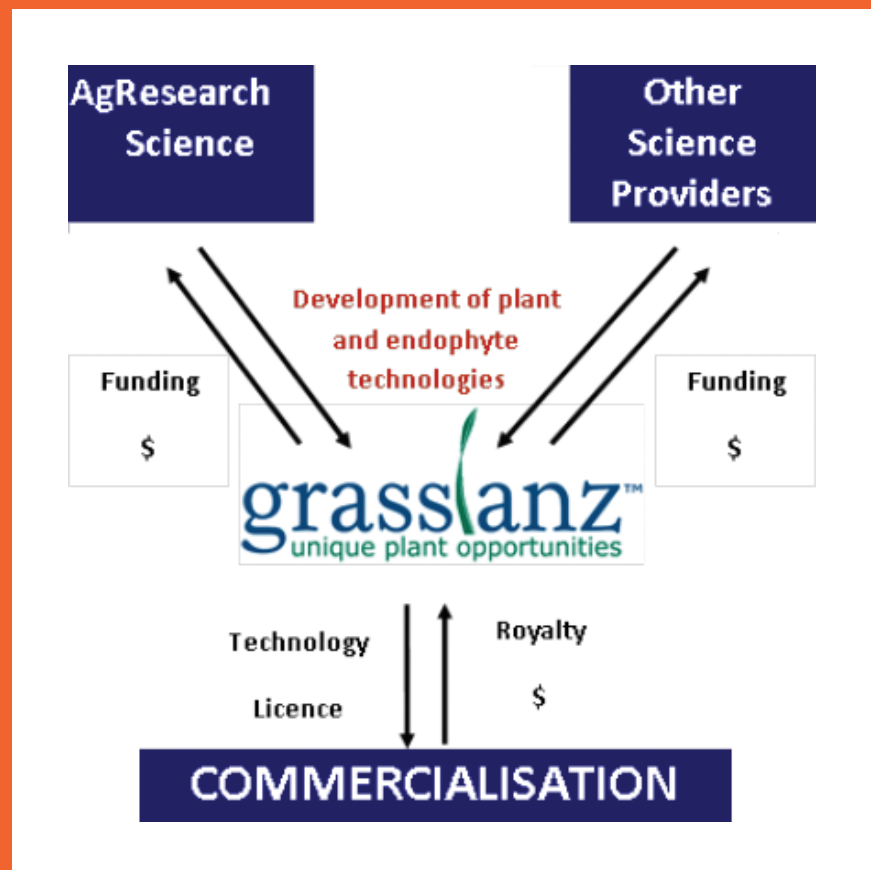 AgResearch
Science
Other
Science
Providers
Development of plant
and endophyte
technologies
Funding
$
Funding
$
grasslanz™
unique plant opportunities
Technology
Licence
Royalty
$
COMMERCIALISATION